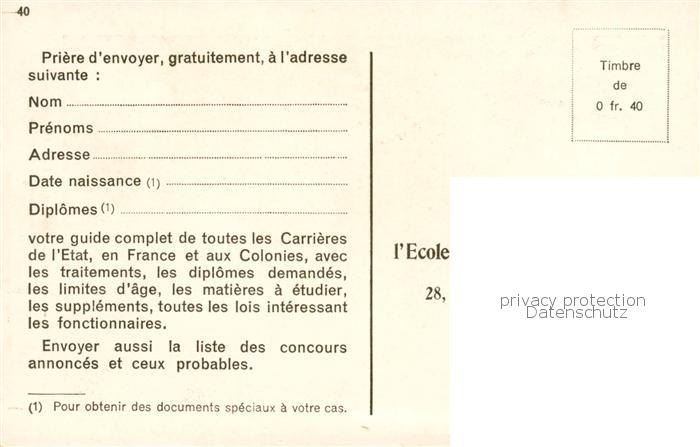 40
Prière d'envoyer, gratuitement, à l'adresse
suivante :
Nom
Prénoms
Adresse
Date naissance (1)
Diplômes (1)
votre guide complet de toutes les Carrières
de l'Etat, en France et aux Colonies, avec
les traitements, les diplômes demandés,
les limites d'âge, les matières à étudier,
les suppléments, toutes les lois intéressant
les fonctionnaires.
Envoyer aussi la liste des concours
annoncés et ceux probables.
(1) Pour obtenir des documents spéciaux à votre cas.
Timbre
de
0 fr. 40
l'Ecole
28,
privacy protection
Datenschutz